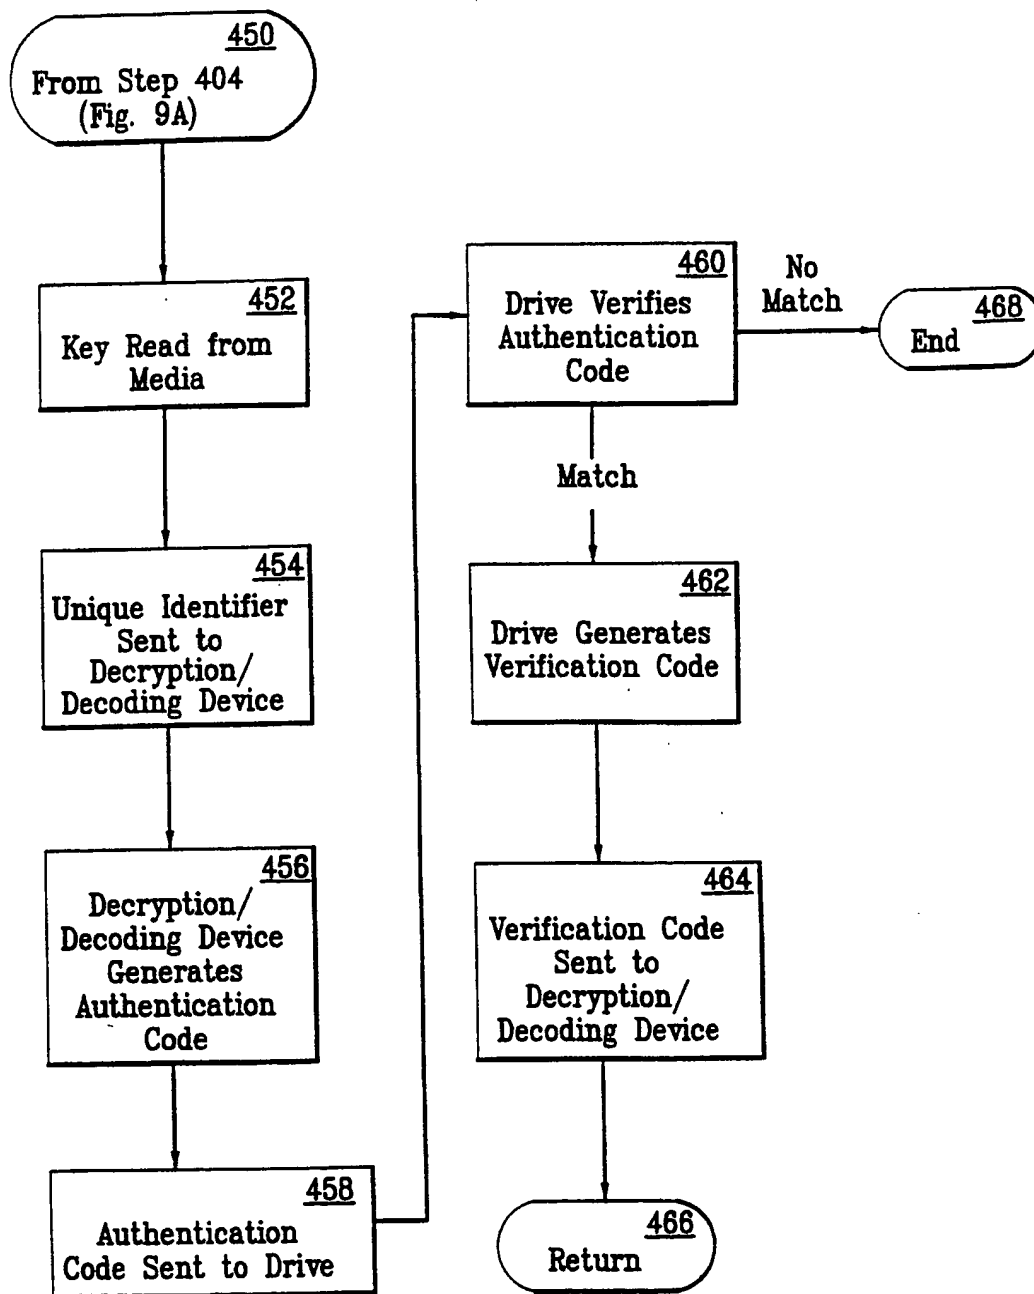 450
From Step 404
(Fig. 9A)
452
Key Read from
Media
454
Unique Identifier
Sent to
Decryption/
Decoding Device
456
Decryption/
Decoding Device
Generates
Authentication
Code
458
Authentication
Code Sent to Drive
460
Drive Verifies
Authentication
Code
No
Match
468
End
Match
462
Drive Generates
Verification Code
464
Verification Code
Sent to
Decryption/
Decoding Device
466
Return